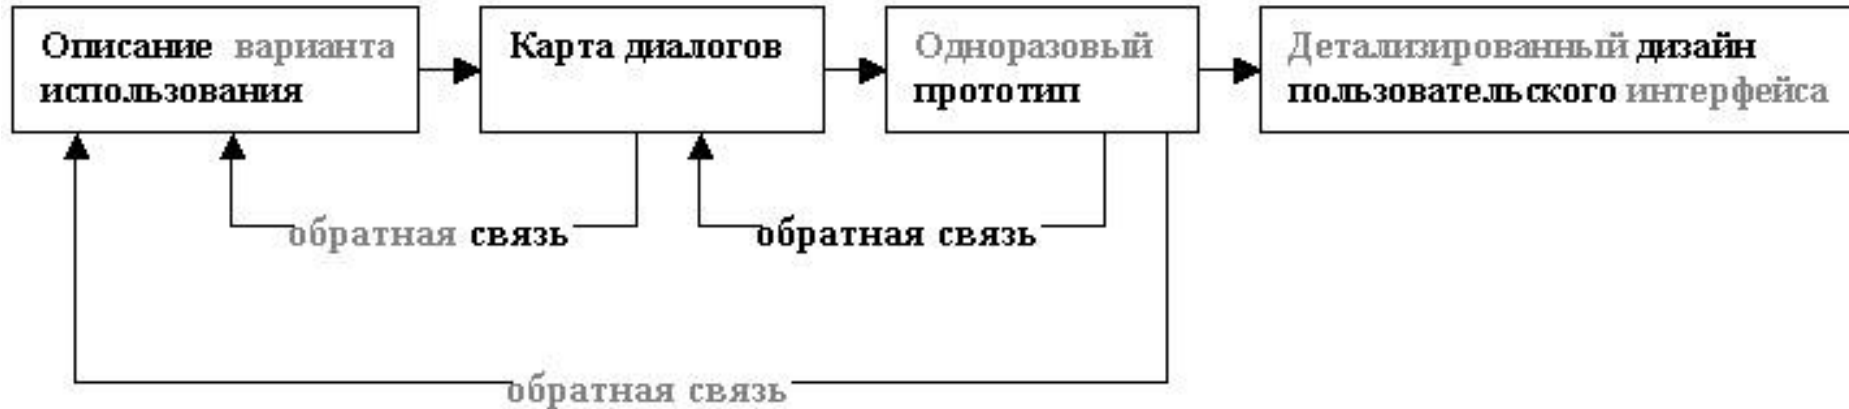 Описание варианта
использования
Карта диалогов
Одноразовый
прототип
Детализированный дизайн
пользовательского интерфейса
обратная связь
обратная связь
обратная связь